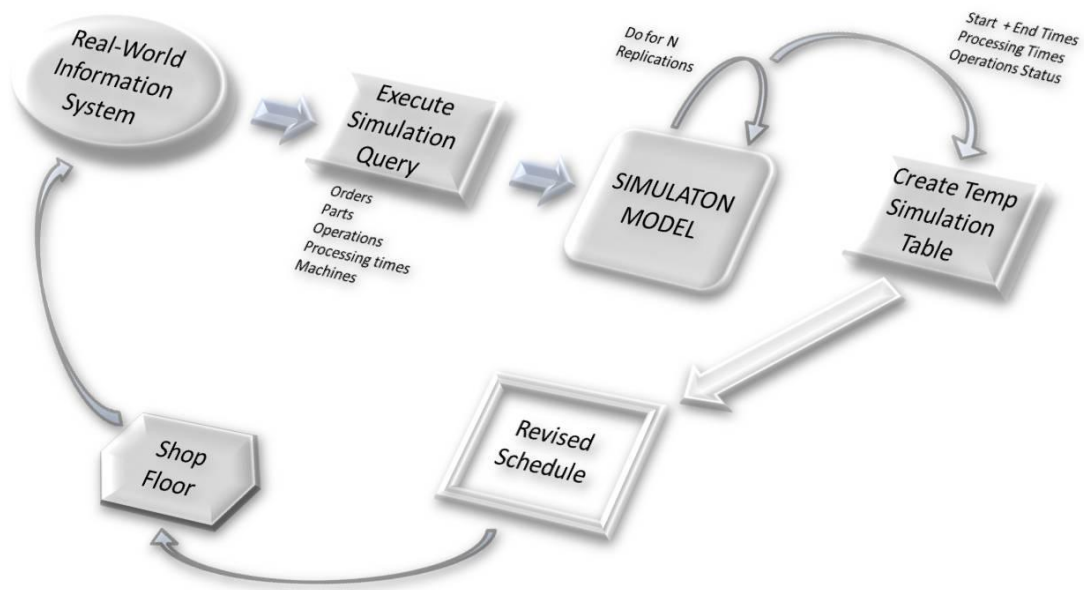 Real-World
Information
System
Execute
Simulation
Query
Orders
Parts
Operations
Processing times
Machines
Do for N
Replications
SIMULATON
MODEL
Start + End Times
Processing Times
Operations Status
Create Temp
Simulation
Table
Revised
Schedule
Shop
Floor